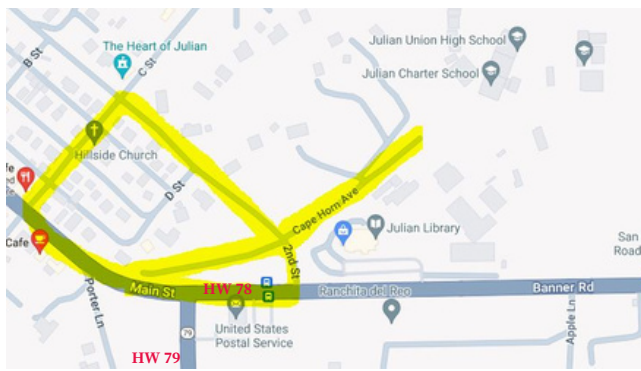 B St
The Heart of Julian
C St
Julian Union High School
Julian Charter School
Hillside Church
D St
Cape Horn Ave
Cafe
2nd St
Julian Library
San
Road
Main St
HW 78
Ranchita del Reo
Banner Rd
Porter Ln
79
United States
Postal Service
Apple Ln
HW 79